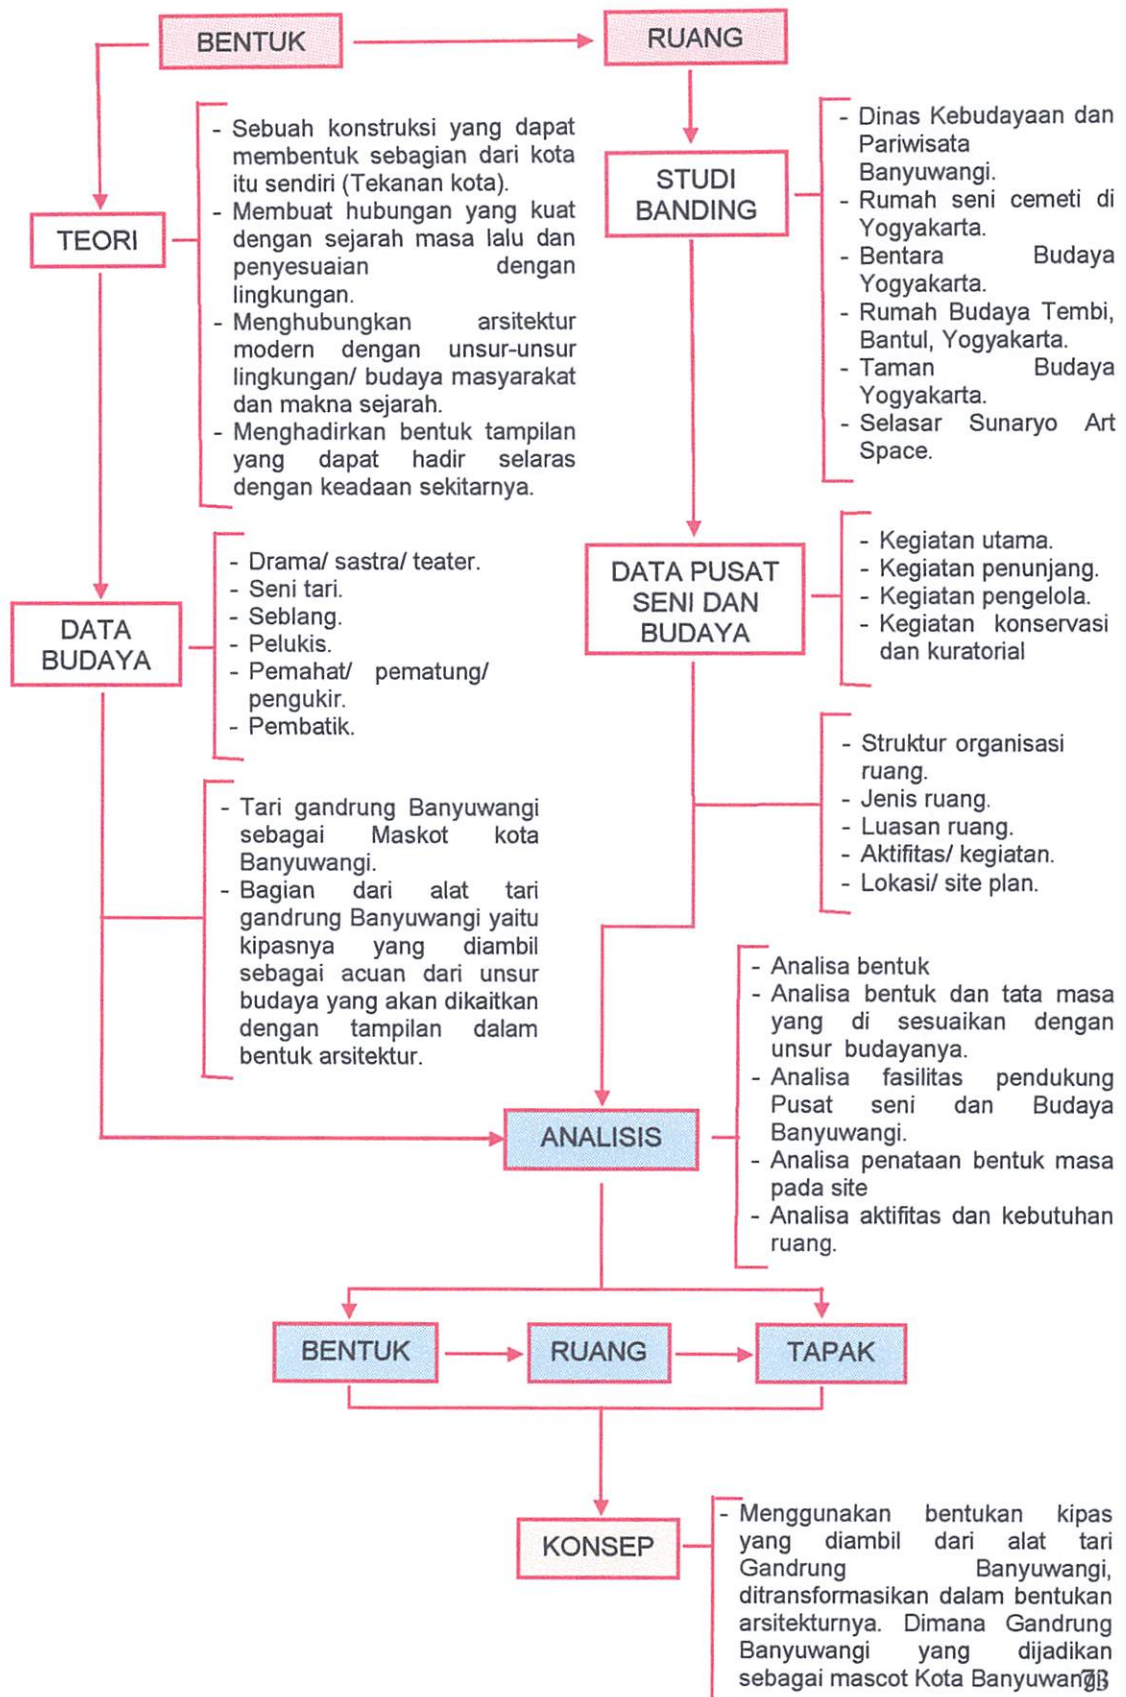 BENTUK
RUANG
- Sebuah konstruksi yang dapat
membentuk sebagian dari kota
itu sendiri (Tekanan kota).
- Membuat hubungan yang kuat
dengan sejarah masa lalu dan
penyesuaian dengan
lingkungan.
- Menghubungkan arsitektur
modern dengan unsur-unsur
lingkungan/ budaya masyarakat
dan makna sejarah.
- Menghadirkan bentuk tampilan
yang dapat hadir selaras
dengan keadaan sekitarnya.
TEORI
STUDI
BANDING
- Dinas Kebudayaan dan
Pariwisata
Banyuwangi.
- Rumah seni cemeti di
Yogyakarta.
- Bentara Budaya
Yogyakarta.
- Rumah Budaya Tembi,
Bantul, Yogyakarta.
- Taman Budaya
Yogyakarta.
- Selasar Sunaryo Art
Space.
DATA
BUDAYA
- Drama/ sastra/ teater.
- Seni tari.
- Seblang.
- Pelukis.
- Pemahat/ pematung/
pengukir.
- Pembatik.
DATA PUSAT
SENI DAN
BUDAYA
- Kegiatan utama.
- Kegiatan penunjang.
- Kegiatan pengelola.
- Kegiatan konservasi
dan kuratorial
- Tari gandrung Banyuwangi
sebagai Maskot kota
Banyuwangi.
- Bagian dari alat tari
gandrung Banyuwangi yaitu
kipasnya yang diambil
sebagai acuan dari unsur
budaya yang akan dikaitkan
dengan tampilan dalam
bentuk arsitektur.
- Struktur organisasi
ruang.
- Jenis ruang.
- Luasan ruang.
- Aktifitas/ kegiatan.
- Lokasi/ site plan.
ANALISIS
- Analisa bentuk
- Analisa bentuk dan tata masa
yang di sesuaikan dengan
unsur budayanya.
- Analisa fasilitas pendukung
Pusat seni dan Budaya
Banyuwangi.
- Analisa penataan bentuk masa
pada site
- Analisa aktifitas dan kebutuhan
ruang.
BENTUK
RUANG
TAPAK
KONSEP
- Menggunakan bentukan kipas
yang diambil dari alat tari
Gandrung Banyuwangi,
ditransformasikan dalam bentukan
arsitekturnya. Dimana Gandrung
Banyuwangi yang dijadikan
sebagai mascot Kota Banyuwangi.
73